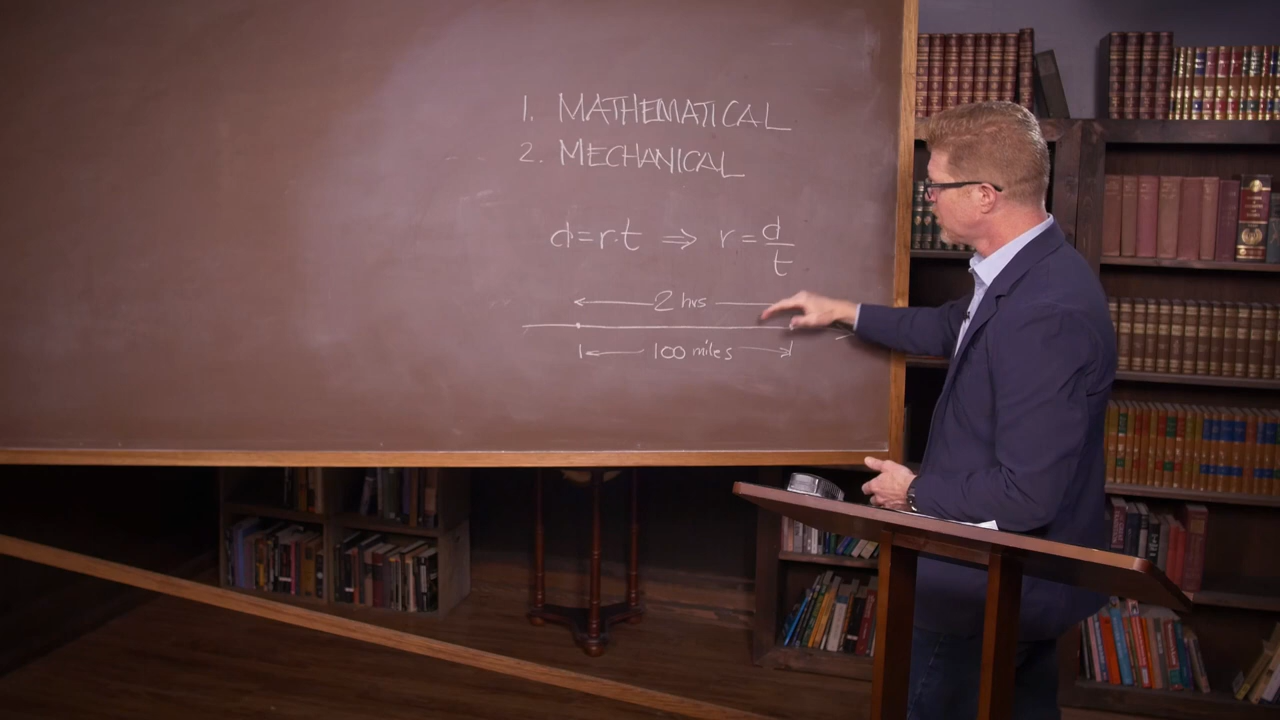 1. MATHEMATICAL
2. MECHANICAL
d=r·t ⇒ r=d/t
2 hrs
100 miles